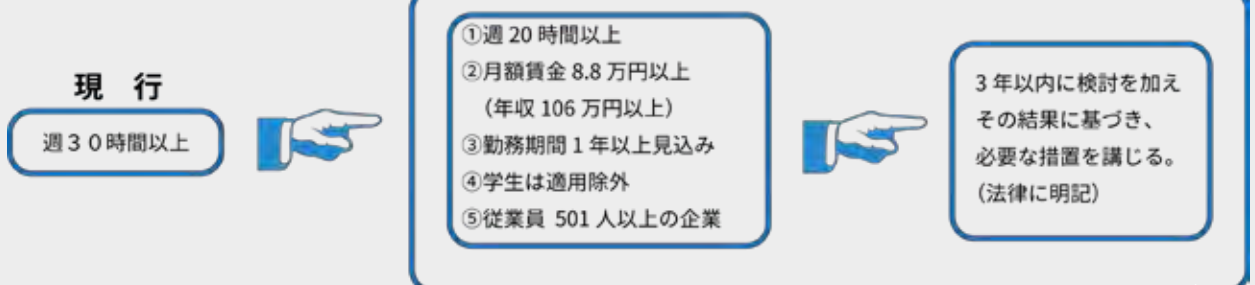 現 行
週３０時間以上
①週 20 時間以上
②月額賃金 8.8 万円以上
（年収 106 万円以上）
③勤務期間 1 年以上見込み
④学生は適用除外
⑤従業員 501 人以上の企業
3 年以内に検討を加え
その結果に基づき、
必要な措置を講じる。
（法律に明記）